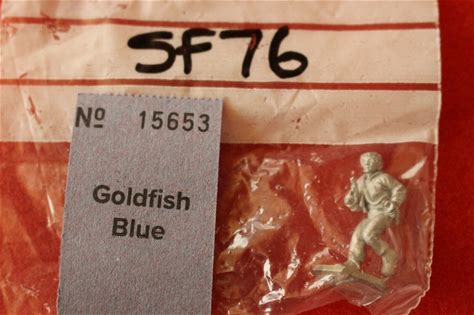 SF76
Nº 15653
Goldfish
Blue